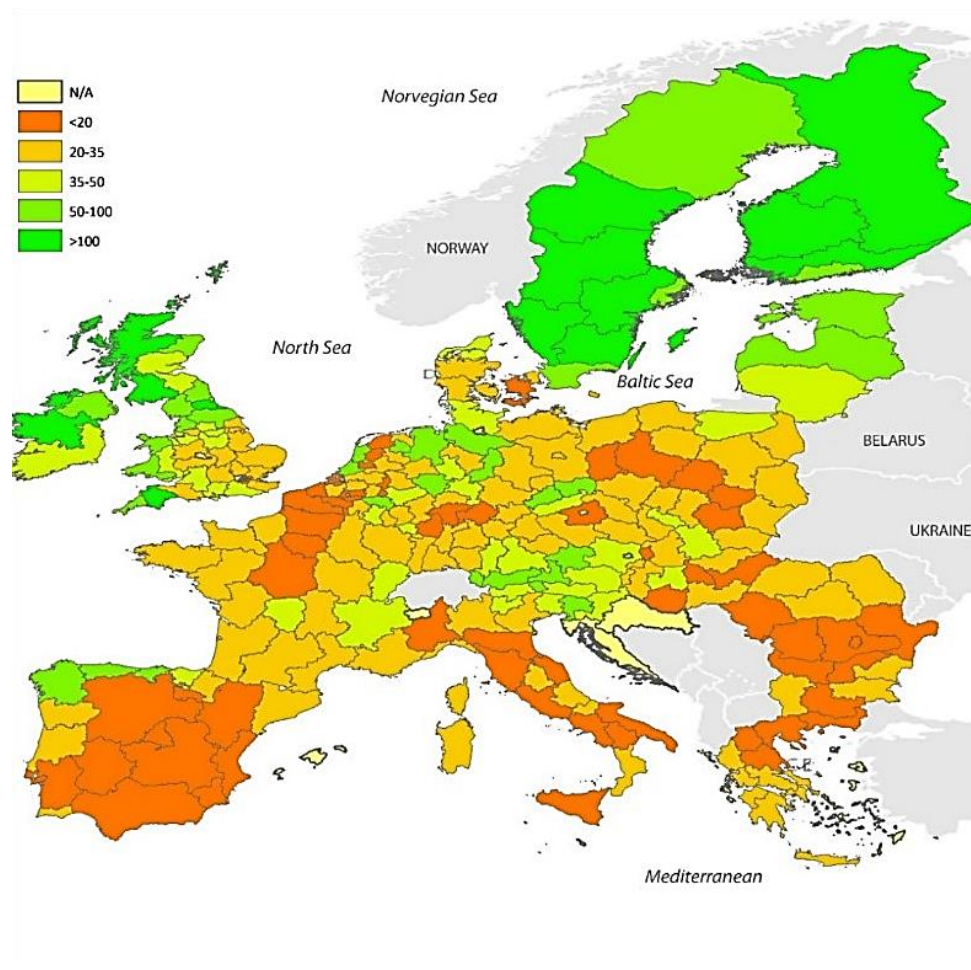 N/A
<20
20-35
35-50
50-100
>100
Norvegian Sea
NORWAY
North Sea
Baltic Sea
BELARUS
UKRAINE
Mediterranean